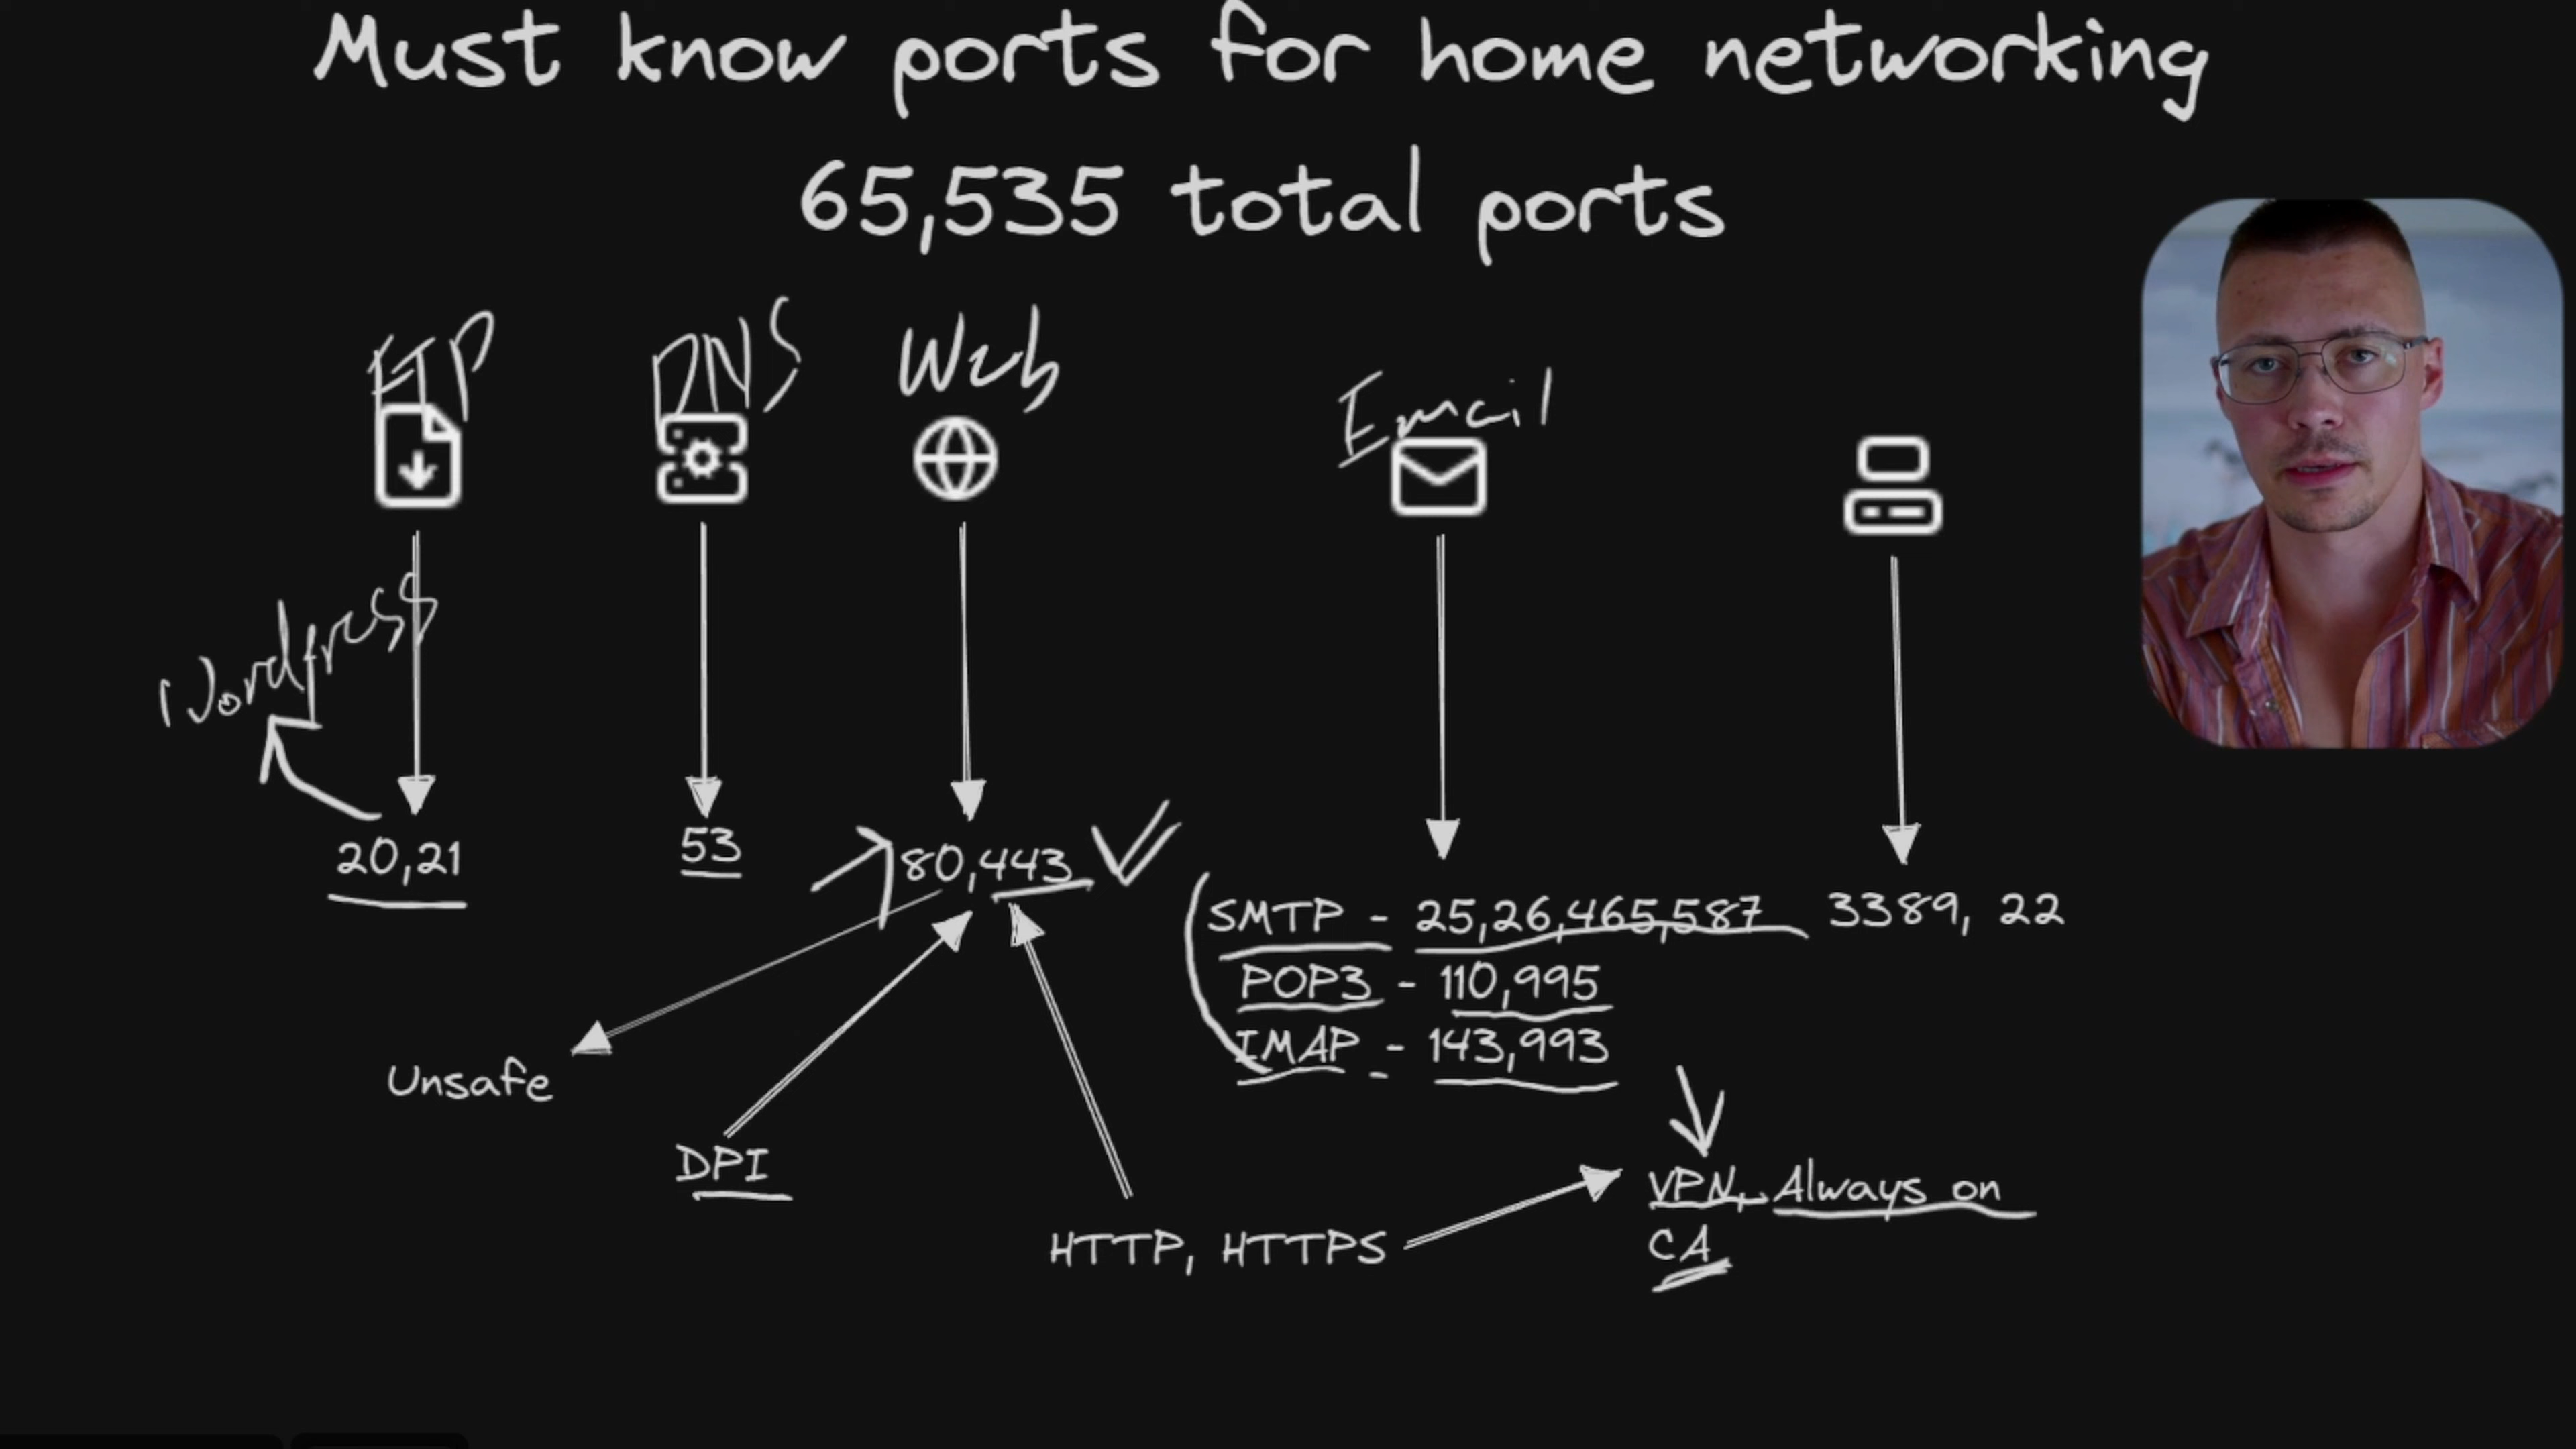 Must know ports for home networking
65,535 total ports
FTP
DNS
Web
Email
Wordpress
20,21
53
80,443
SMTP - 25,26,465,587
POP3 - 110,995
IMAP - 143,993
3389, 22
Unsafe
DPI
HTTP, HTTPS
VPN, Always on
CA